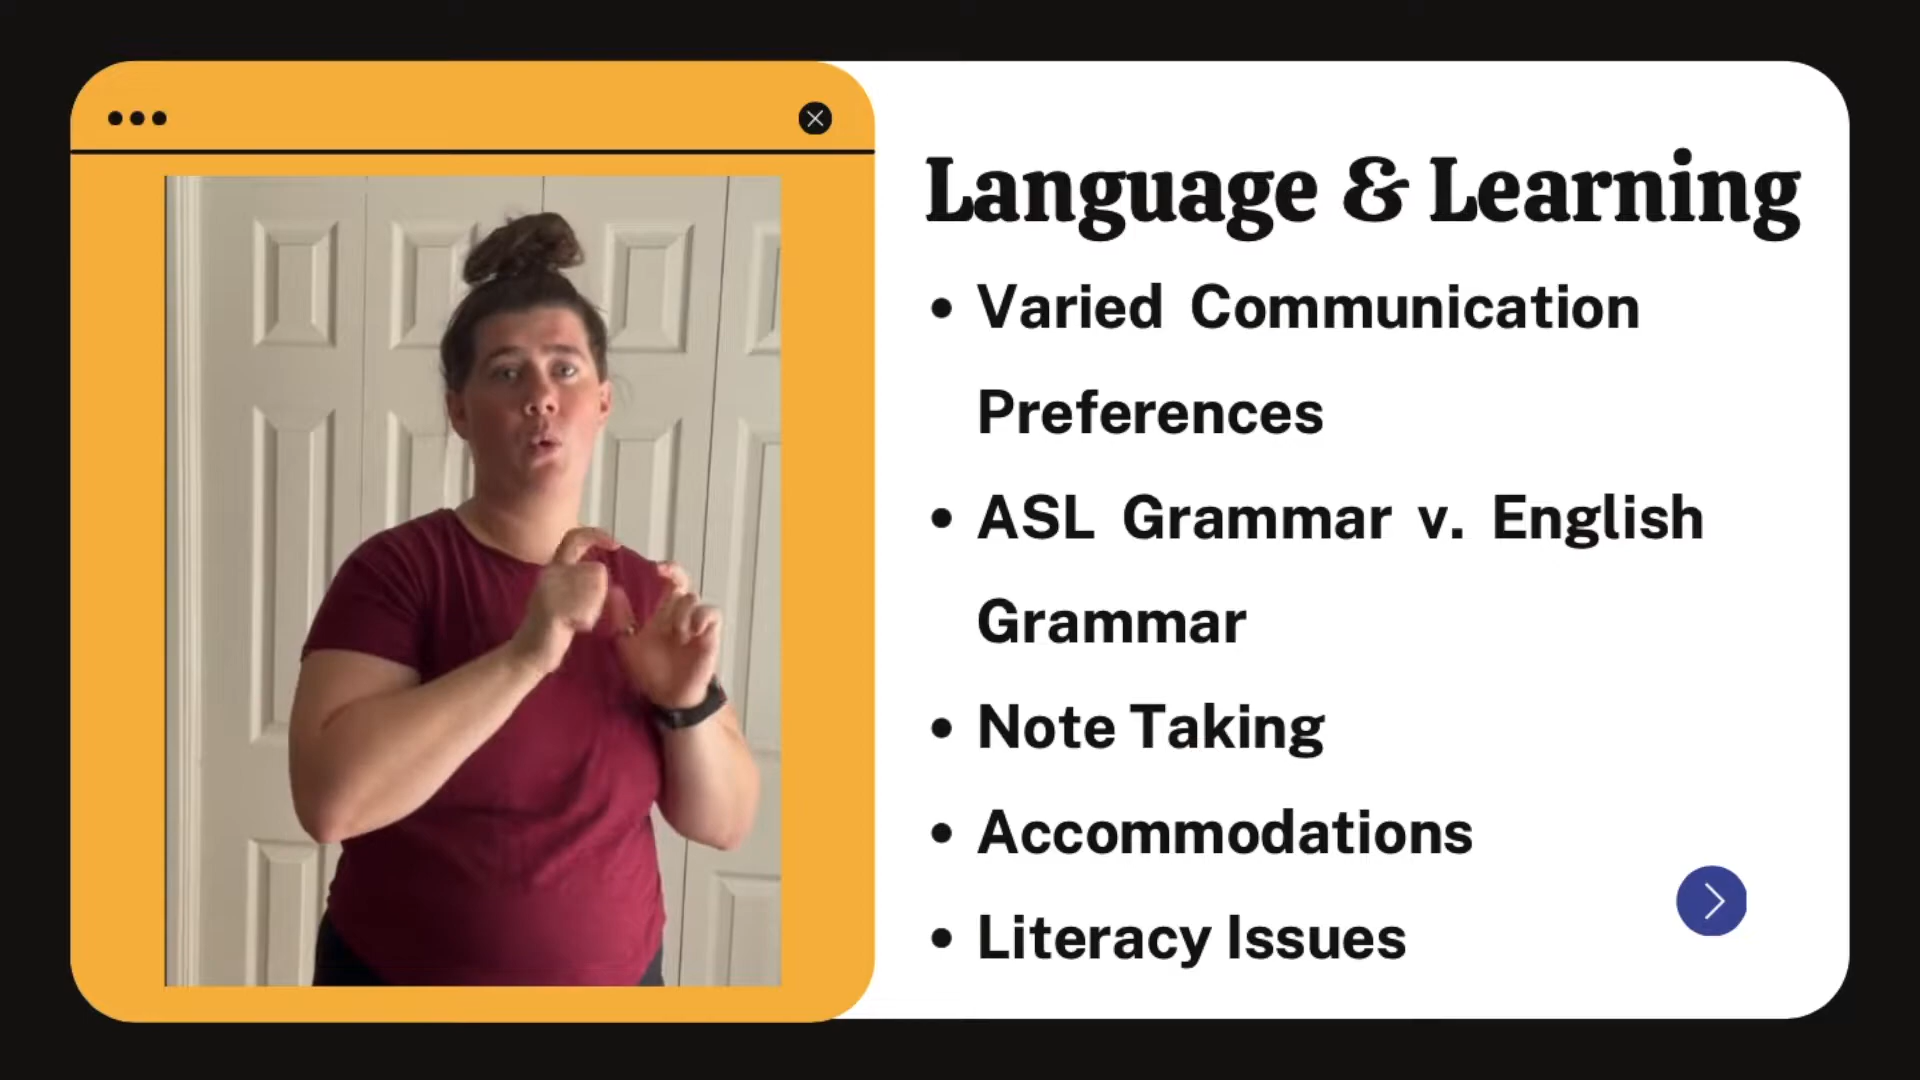 Language & Learning
• Varied Communication
Preferences
• ASL Grammar v. English
Grammar
• Note Taking
• Accommodations
• Literacy Issues